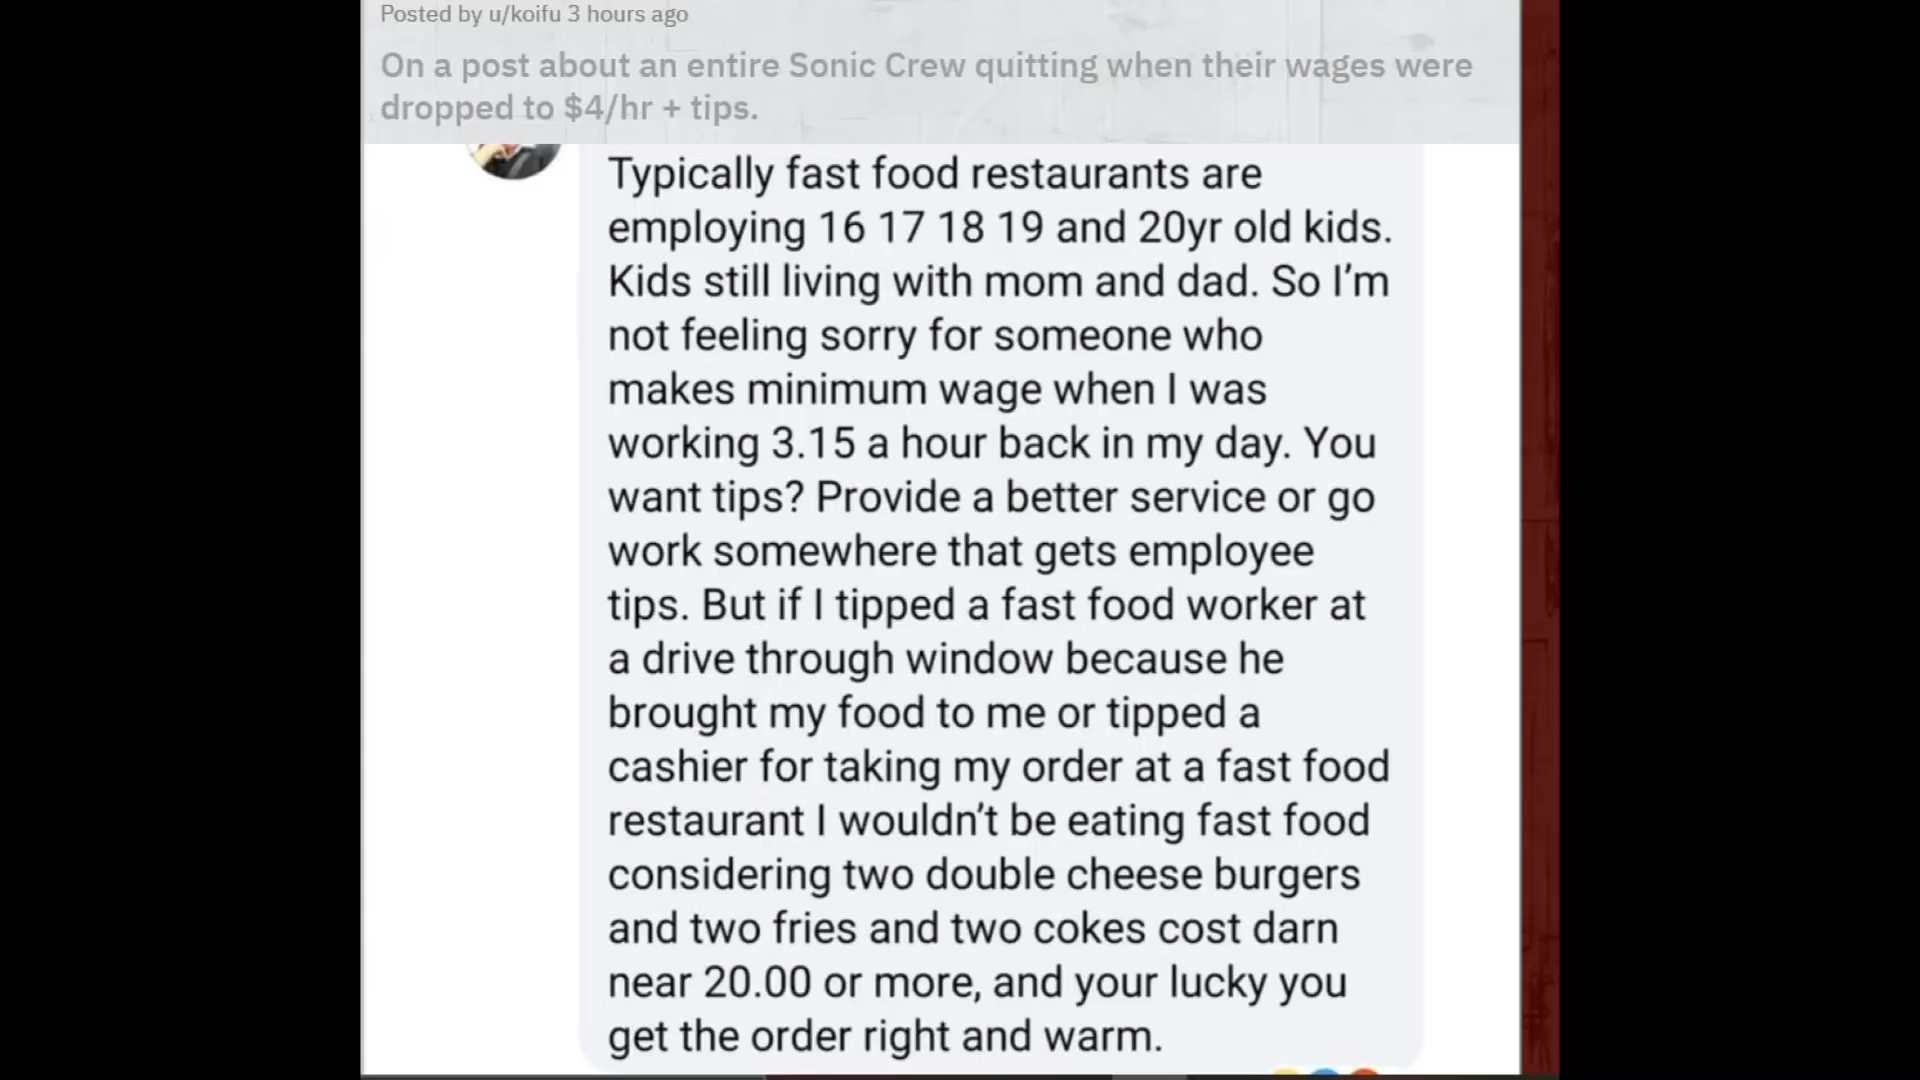 Posted by u/koifu 3 hours ago
On a post about an entire Sonic Crew quitting when their wages were
dropped to $4/hr + tips.
Typically fast food restaurants are
employing 16 17 18 19 and 20yr old kids.
Kids still living with mom and dad. So I’m
not feeling sorry for someone who
makes minimum wage when I was
working 3.15 a hour back in my day. You
want tips? Provide a better service or go
work somewhere that gets employee
tips. But if I tipped a fast food worker at
a drive through window because he
brought my food to me or tipped a
cashier for taking my order at a fast food
restaurant I wouldn’t be eating fast food
considering two double cheese burgers
and two fries and two cokes cost darn
near 20.00 or more, and your lucky you
get the order right and warm.